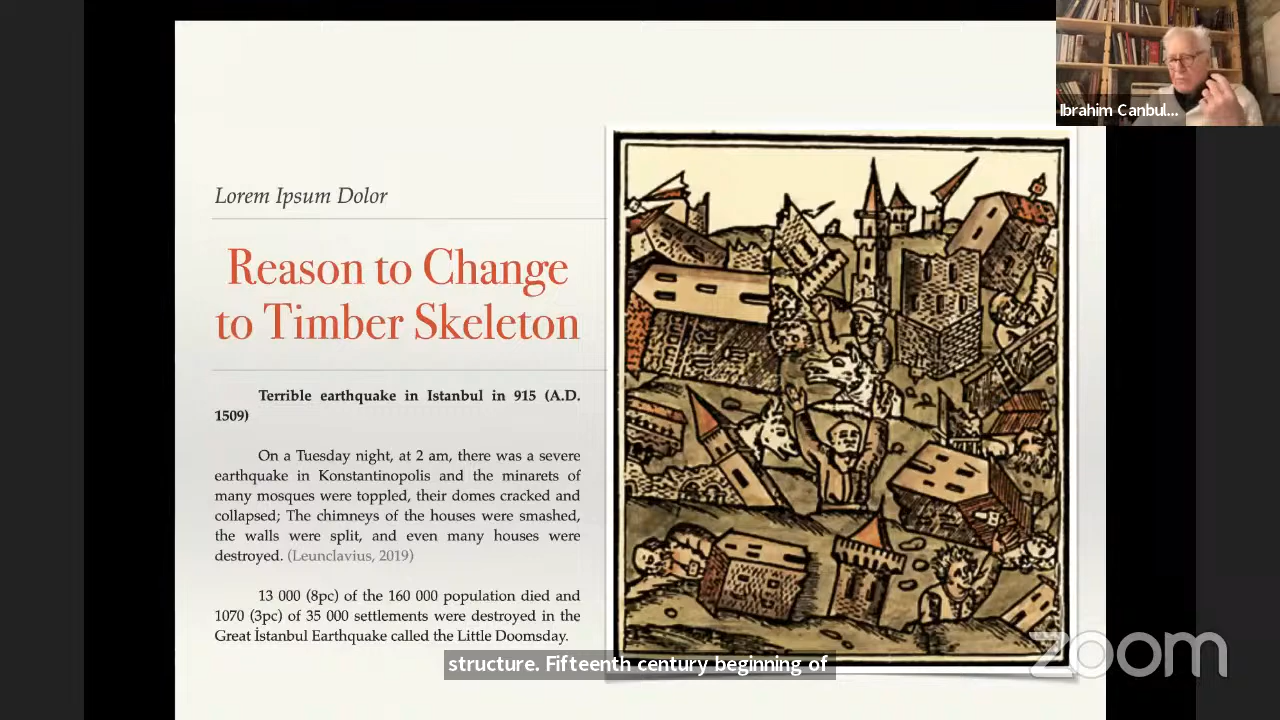 Ibrahim Canbul...
Lorem Ipsum Dolor
Reason to Change
to Timber Skeleton
Terrible earthquake in Istanbul in 915 (A.D.
1509)
On a Tuesday night, at 2 am, there was a severe
earthquake in Konstantinopolis and the minarets of
many mosques were toppled, their domes cracked and
collapsed; The chimneys of the houses were smashed,
the walls were split, and even many houses were
destroyed. (Leunclavius, 2019)
13 000 (8pc) of the 160 000 population died and
1070 (3pc) of 35 000 settlements were destroyed in the
Great İstanbul Earthquake called the Little Doomsday.
structure. Fifteenth century beginning of
zoom